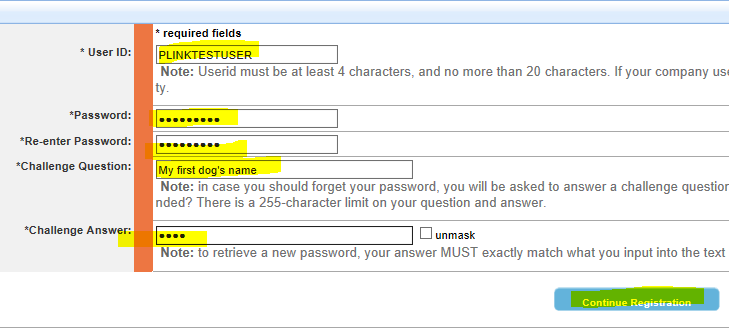 * required fields
* User ID: PLINKTESTUSER
Note: Userid must be at least 4 characters, and no more than 20 characters. If your company use
ty.
*Password: •••••••••
*Re-enter Password: •••••••••
*Challenge Question: My first dog's name
Note: in case you should forget your password, you will be asked to answer a challenge question
nded? There is a 255-character limit on your question and answer.
*Challenge Answer: •••• unmask
Note: to retrieve a new password, your answer MUST exactly match what you input into the text
Continue Registration